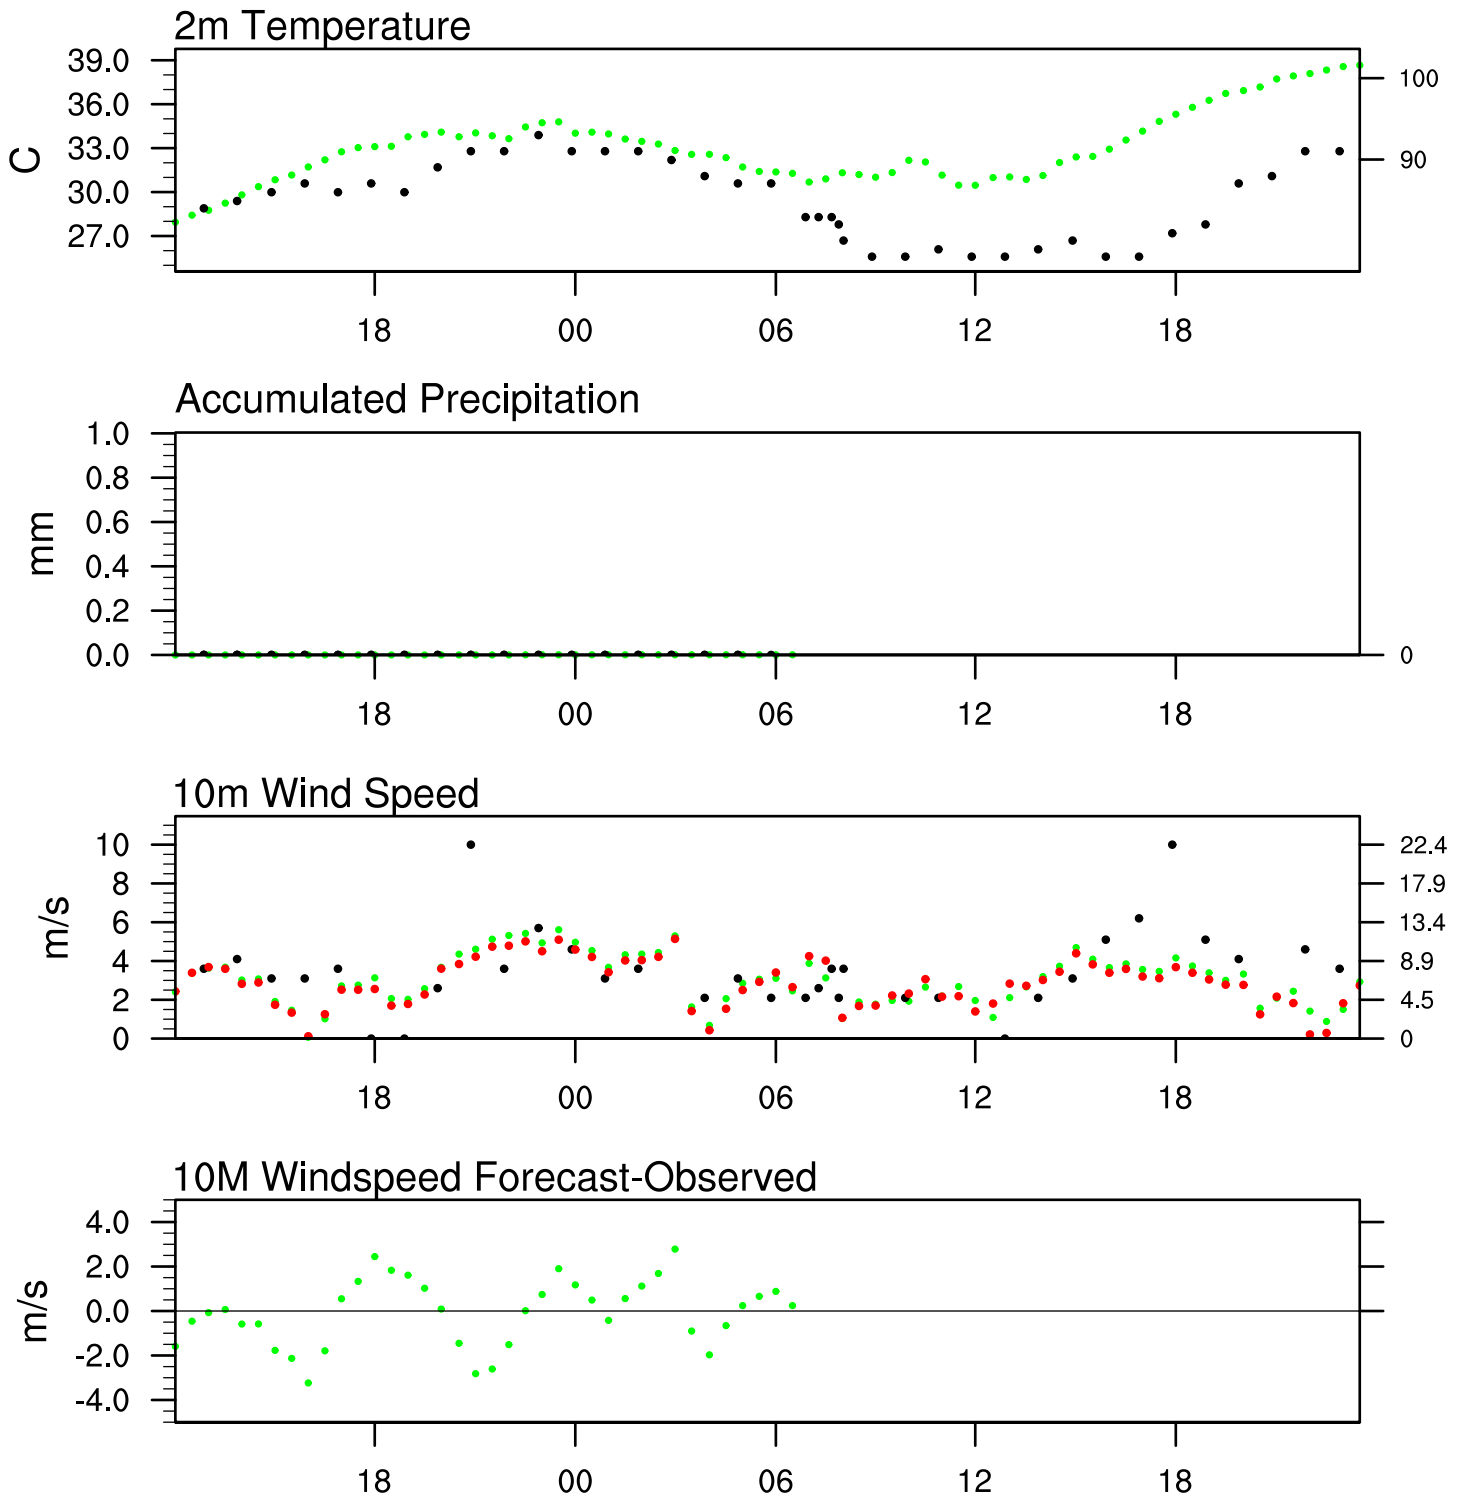 2m Temperature
39.0
36.0
33.0
30.0
27.0
C
100
90
18 00 06 12 18
Accumulated Precipitation
1.0
0.8
0.6
0.4
0.2
0.0
mm
0
18 00 06 12 18
10m Wind Speed
10
8
6
4
2
0
m/s
22.4
17.9
13.4
8.9
4.5
0
18 00 06 12 18
10M Windspeed Forecast-Observed
4.0
2.0
0.0
-2.0
-4.0
m/s
18 00 06 12 18